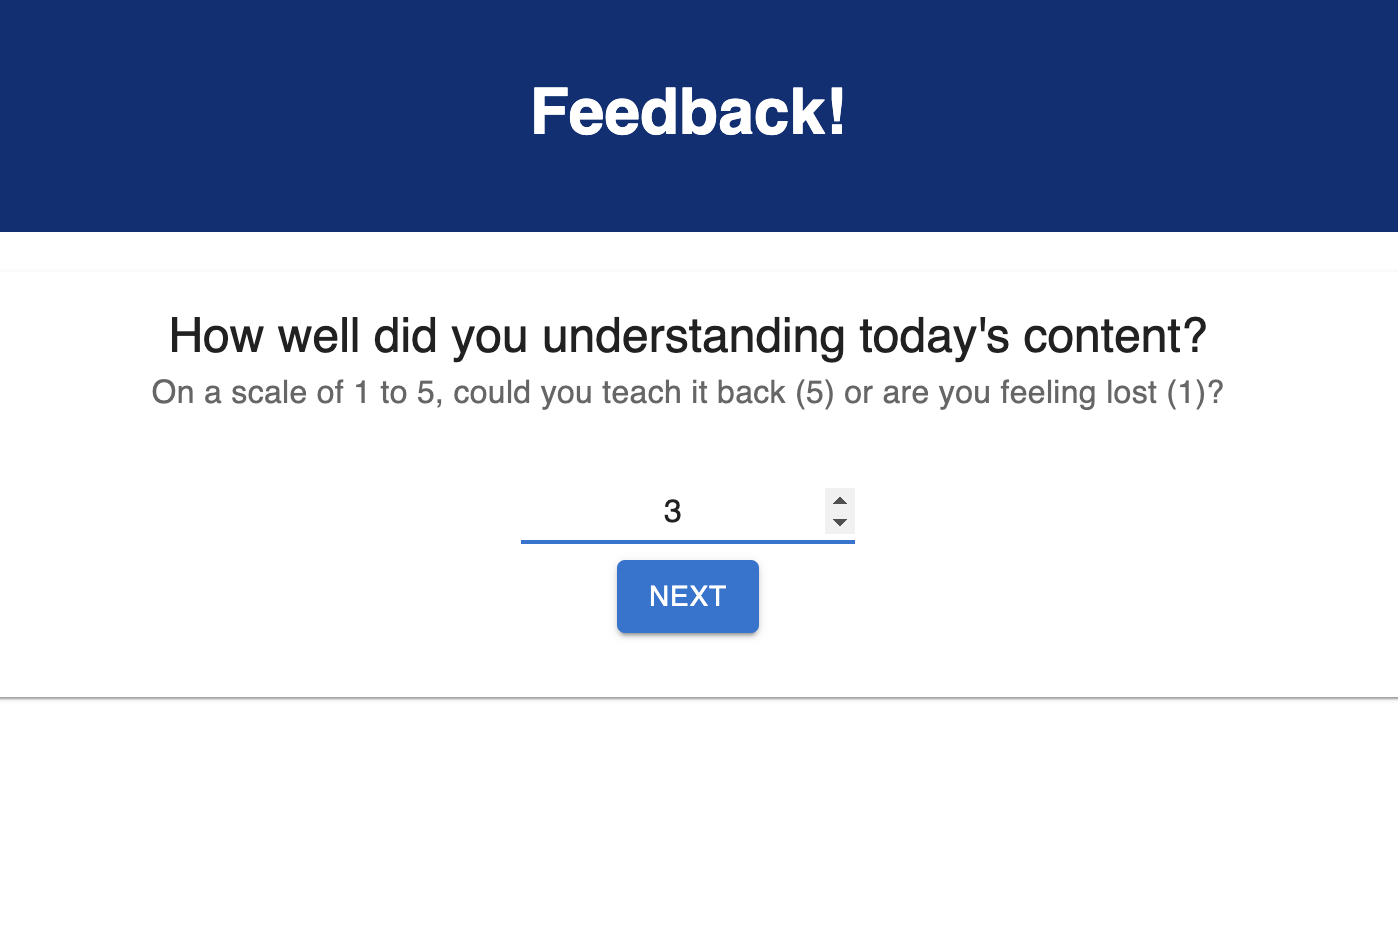 Feedback!
How well did you understanding today's content?
On a scale of 1 to 5, could you teach it back (5) or are you feeling lost (1)?
3
NEXT